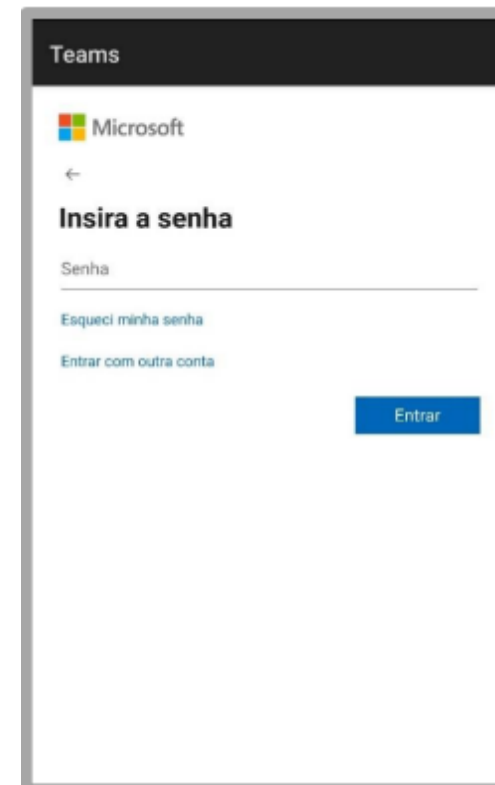 Teams
Microsoft
←
Insira a senha
Senha
Esqueci minha senha
Entrar com outra conta
Entrar